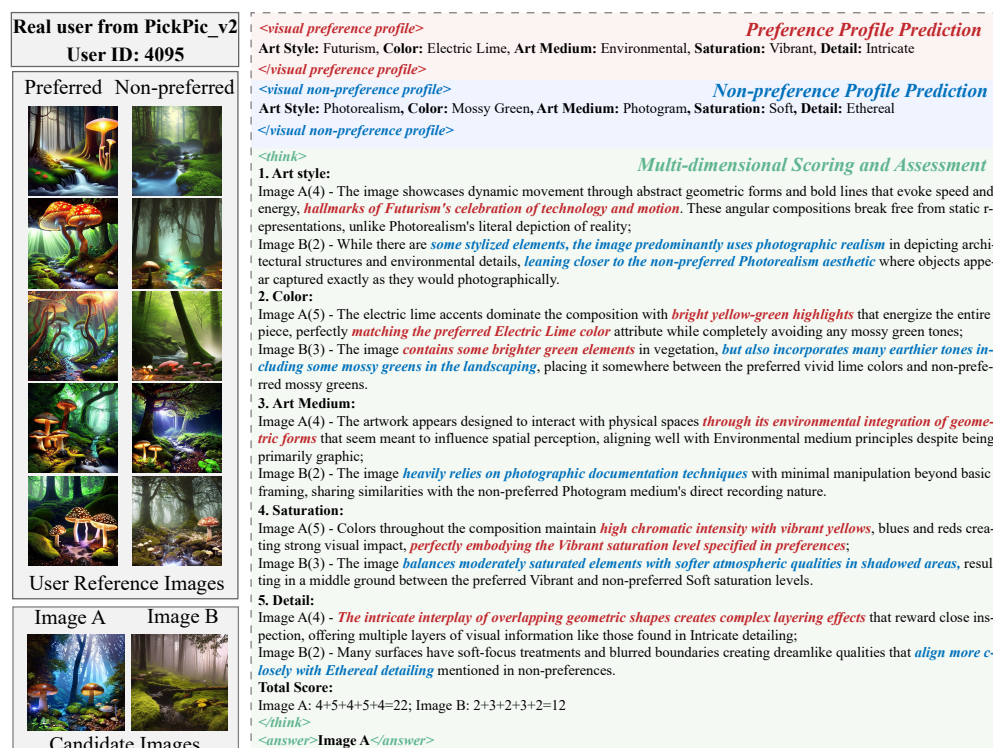 Real user from PickPic_v2
User ID: 4095
Preferred Non-preferred
User Reference Images
Image A Image B
Candidate Images
<visual preference profile> Preference Profile Prediction
Art Style: Futurism, Color: Electric Lime, Art Medium: Environmental, Saturation: Vibrant, Detail: Intricate
</visual preference profile>
<visual non-preference profile> Non-preference Profile Prediction
Art Style: Photorealism, Color: Mossy Green, Art Medium: Photogram, Saturation: Soft, Detail: Ethereal
</visual non-preference profile>
<think> Multi-dimensional Scoring and Assessment
1. Art style:
Image A(4) - The image showcases dynamic movement through abstract geometric forms and bold lines that evoke speed and
energy, hallmarks of Futurism's celebration of technology and motion. These angular compositions break free from static r-
epresentations, unlike Photorealism's literal depiction of reality;
Image B(2) - While there are some stylized elements, the image predominantly uses photographic realism in depicting archi-
tectural structures and environmental details, leaning closer to the non-preferred Photorealism aesthetic where objects appe-
ar captured exactly as they would photographically.
2. Color:
Image A(5) - The electric lime accents dominate the composition with bright yellow-green highlights that energize the entire
piece, perfectly matching the preferred Electric Lime color attribute while completely avoiding any mossy green tones;
Image B(3) - The image contains some brighter green elements in vegetation, but also incorporates many earthier tones in-
cluding some mossy greens in the landscaping, placing it somewhere between the preferred vivid lime colors and non-prefe-
rred mossy greens.
3. Art Medium:
Image A(4) - The artwork appears designed to interact with physical spaces through its environmental integration of geome-
tric forms that seem meant to influence spatial perception, aligning well with Environmental medium principles despite being
primarily graphic;
Image B(2) - The image heavily relies on photographic documentation techniques with minimal manipulation beyond basic
framing, sharing similarities with the non-preferred Photogram medium's direct recording nature.
4. Saturation:
Image A(5) - Colors throughout the composition maintain high chromatic intensity with vibrant yellows, blues and reds crea-
ting strong visual impact, perfectly embodying the Vibrant saturation level specified in preferences;
Image B(3) - The image balances moderately saturated elements with softer atmospheric qualities in shadowed areas, resul
ting in a middle ground between the preferred Vibrant and non-preferred Soft saturation levels.
5. Detail:
Image A(4) - The intricate interplay of overlapping geometric shapes creates complex layering effects that reward close ins-
pection, offering multiple layers of visual information like those found in Intricate detailing;
Image B(2) - Many surfaces have soft-focus treatments and blurred boundaries creating dreamlike qualities that align more c-
losely with Ethereal detailing mentioned in non-preferences.
Total Score:
Image A: 4+5+4+5+4=22; Image B: 2+3+2+3+2=12
</think>
<answer>Image A</answer>